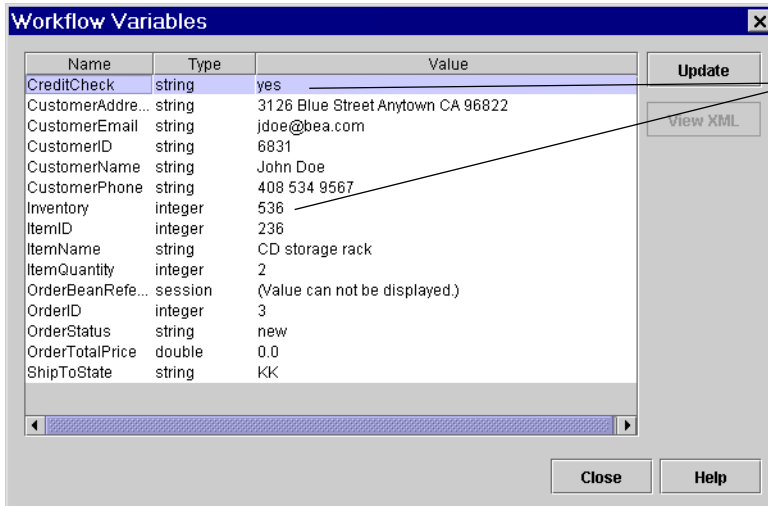 Workflow Variables
Name Type Value
CreditCheck string yes
CustomerAddre... string 3126 Blue Street Anytown CA 96822
CustomerEmail string jdoe@bea.com
CustomerID string 6831
CustomerName string John Doe
CustomerPhone string 408 534 9567
Inventory integer 536
ItemID integer 236
ItemName string CD storage rack
ItemQuantity integer 2
OrderBeanRefe... session (Value can not be displayed.)
OrderID integer 3
OrderStatus string new
OrderTotalPrice double 0.0
ShipToState string KK
Update
View XML
Close Help